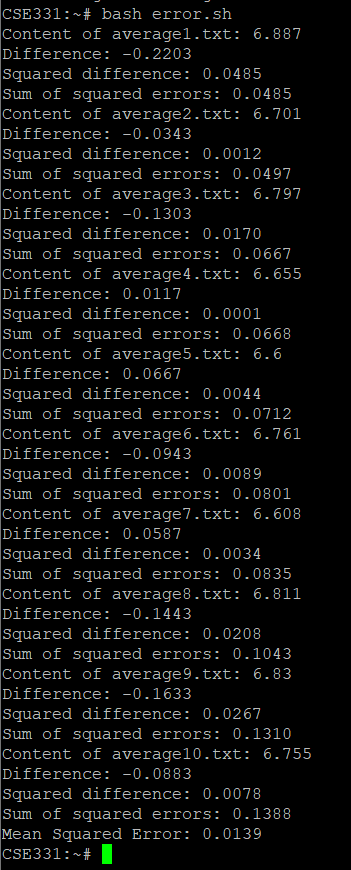 CSE331:~# bash error.sh
Content of average1.txt: 6.887
Difference: -0.2203
Squared difference: 0.0485
Sum of squared errors: 0.0485
Content of average2.txt: 6.701
Difference: -0.0343
Squared difference: 0.0012
Sum of squared errors: 0.0497
Content of average3.txt: 6.797
Difference: -0.1303
Squared difference: 0.0170
Sum of squared errors: 0.0667
Content of average4.txt: 6.655
Difference: 0.0117
Squared difference: 0.0001
Sum of squared errors: 0.0668
Content of average5.txt: 6.6
Difference: 0.0667
Squared difference: 0.0044
Sum of squared errors: 0.0712
Content of average6.txt: 6.761
Difference: -0.0943
Squared difference: 0.0089
Sum of squared errors: 0.0801
Content of average7.txt: 6.608
Difference: 0.0587
Squared difference: 0.0034
Sum of squared errors: 0.0835
Content of average8.txt: 6.811
Difference: -0.1443
Squared difference: 0.0208
Sum of squared errors: 0.1043
Content of average9.txt: 6.83
Difference: -0.1633
Squared difference: 0.0267
Sum of squared errors: 0.1310
Content of average10.txt: 6.755
Difference: -0.0883
Squared difference: 0.0078
Sum of squared errors: 0.1388
Mean Squared Error: 0.0139
CSE331:~#